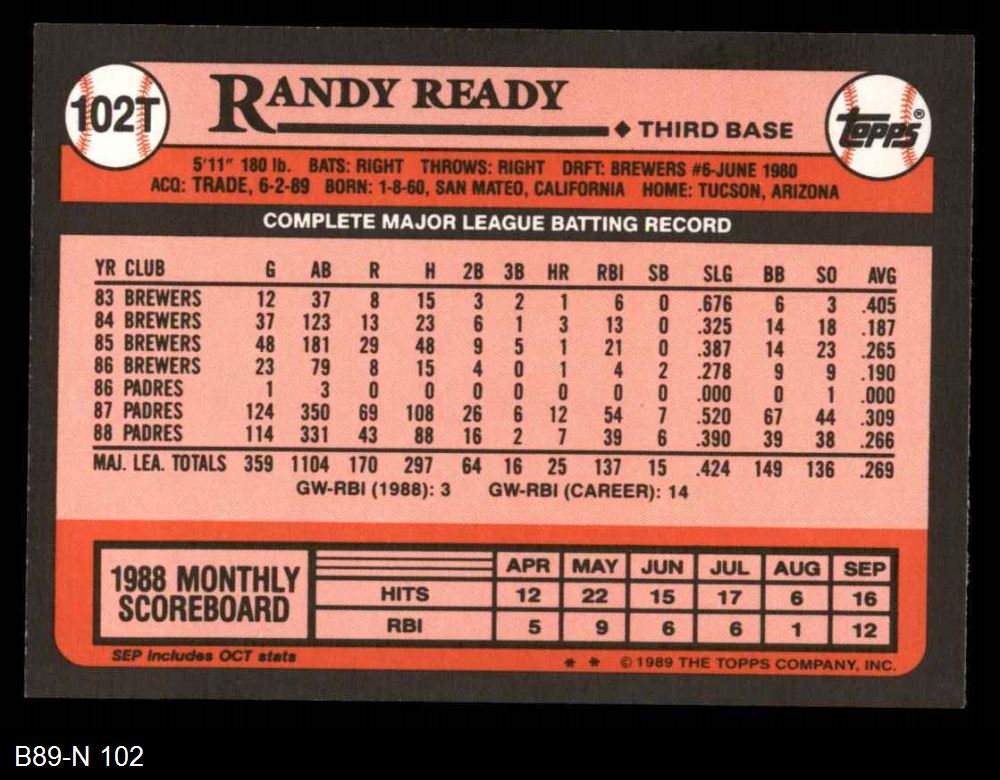 102T
RANDY READY
THIRD BASE
topps®
5'11" 180 lb. BATS: RIGHT THROWS: RIGHT DRFT: BREWERS #6-JUNE 1980
ACQ: TRADE, 6-2-89 BORN: 1-8-60, SAN MATEO, CALIFORNIA HOME: TUCSON, ARIZONA
COMPLETE MAJOR LEAGUE BATTING RECORD
YR CLUB G AB R H 2B 3B HR RBI SB SLG BB SO AVG
83 BREWERS 12 37 8 15 3 2 1 6 0 .676 6 3 .405
84 BREWERS 37 123 13 23 6 1 3 13 0 .325 14 18 .187
85 BREWERS 48 181 29 48 9 5 1 21 0 .387 14 23 .265
86 BREWERS 23 79 8 15 4 0 1 4 2 .278 9 9 .190
86 PADRES 1 3 0 0 0 0 0 0 0 .000 0 1 .000
87 PADRES 124 350 69 108 26 6 12 54 7 .520 67 44 .309
88 PADRES 114 331 43 88 16 2 7 39 6 .390 39 38 .266
MAJ. LEA. TOTALS 359 1104 170 297 64 16 25 137 15 .424 149 136 .269
GW-RBI (1988): 3 GW-RBI (CAREER): 14
1988 MONTHLY
SCOREBOARD
APR MAY JUN JUL AUG SEP
HITS 12 22 15 17 6 16
RBI 5 9 6 6 1 12
SEP Includes OCT stats
* * © 1989 THE TOPPS COMPANY, INC.
B89-N 102